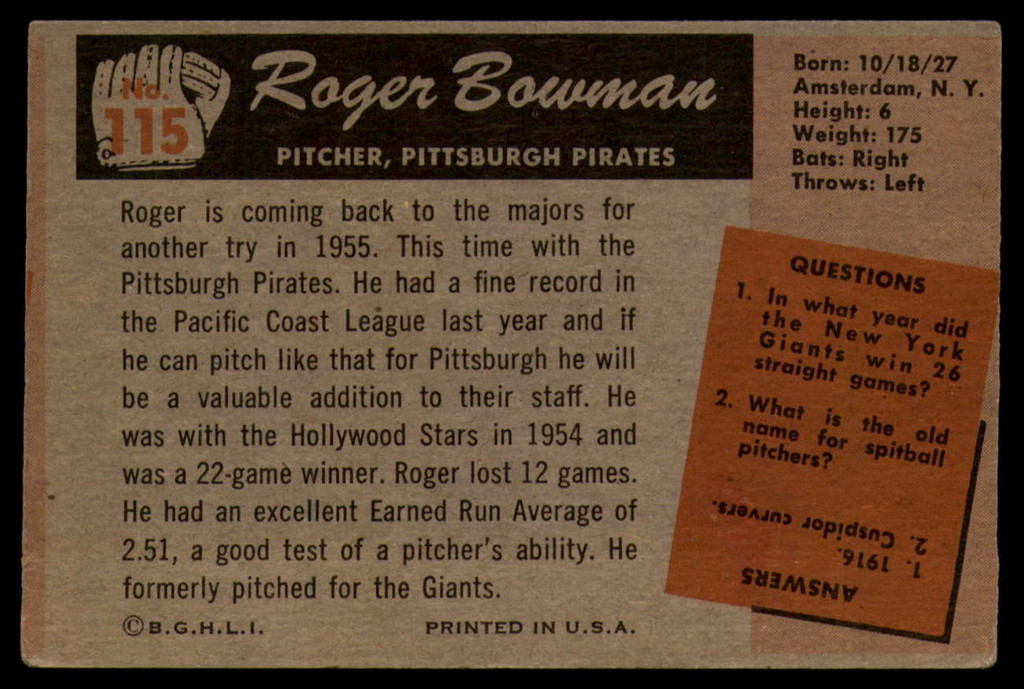 No.
115
Roger Bowman
PITCHER, PITTSBURGH PIRATES
Born: 10/18/27
Amsterdam, N. Y.
Height: 6
Weight: 175
Bats: Right
Throws: Left
Roger is coming back to the majors for
another try in 1955. This time with the
Pittsburgh Pirates. He had a fine record in
the Pacific Coast League last year and if
he can pitch like that for Pittsburgh he will
be a valuable addition to their staff. He
was with the Hollywood Stars in 1954 and
was a 22-game winner. Roger lost 12 games.
He had an excellent Earned Run Average of
2.51, a good test of a pitcher's ability. He
formerly pitched for the Giants.
©B.G.H.L.I. PRINTED IN U.S.A.
QUESTIONS
1. In what year did
the New York
Giants win 26
straight games?
2. What is the old
name for spitball
pitchers?
ANSWERS
1. 1916.
2. Cuspidor curvers.